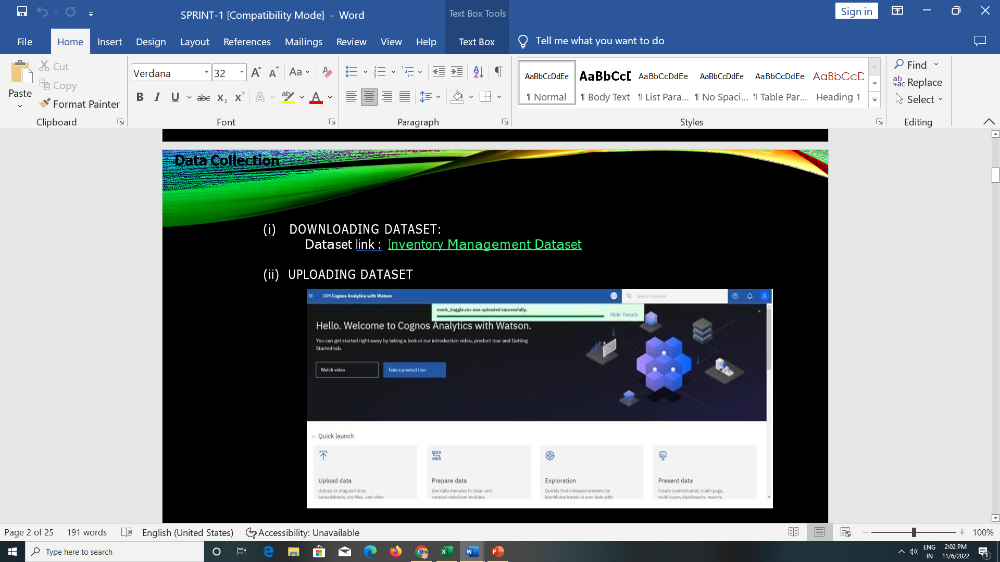 SPRINT-1 [Compatibility Mode] - Word
Text Box Tools
Sign in
File
Home
Insert
Design
Layout
References
Mailings
Review
View
Help
Text Box
Tell me what you want to do
Paste
Cut
Copy
Format Painter
Clipboard
Verdana
32
Font
Paragraph
AaBbCcDdEe AaBbCcI AaBbCcDdEe AaBbCcDdEe AaBbCcDdEe AaBbCcD
¶ Normal ¶ Body Text ¶ List Para... ¶ No Spaci... ¶ Table Par... Heading 1
Styles
Find
Replace
Select
Editing
Data Collection
(i) DOWNLOADING DATASET:
Dataset link : Inventory Management Dataset
(ii) UPLOADING DATASET
IBM Cognos Analytics with Watson
Search content
mock_kaggle.csv was uploaded successfully.
Hide Details
Hello. Welcome to Cognos Analytics with Watson.
You can get started right away by taking a look at our introduction video, product tour and Getting
Started tab.
Watch video
Take a product tour
Quick launch
Upload data
Upload or drag and drop
spreadsheets, csv files, and other
Prepare data
Use data modules to clean and
connect data from multiple
Exploration
Quickly find unbiased answers by
identifying trends in your data with
Present data
Create sophisticated, multi-page,
multi-query dashboards, reports,
Page 2 of 25
191 words
English (United States)
Accessibility: Unavailable
100%
Type here to search
ENG
IN
2:02 PM
11/6/2022
1